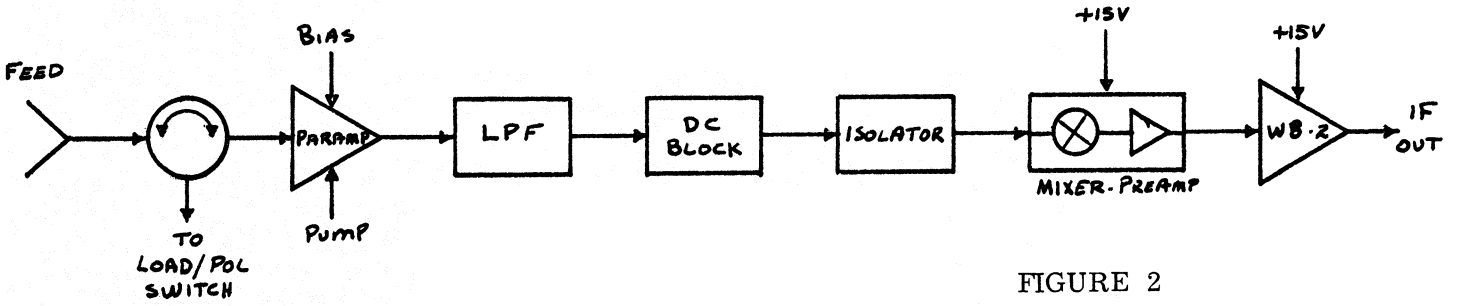 FEED
TO
LOAD/POL
SWITCH
BIAS
PARAMP
PUMP
LPF
DC
BLOCK
ISOLATOR
+15V
MIXER-PREAMP
+15V
WB-2
IF
OUT
FIGURE 2